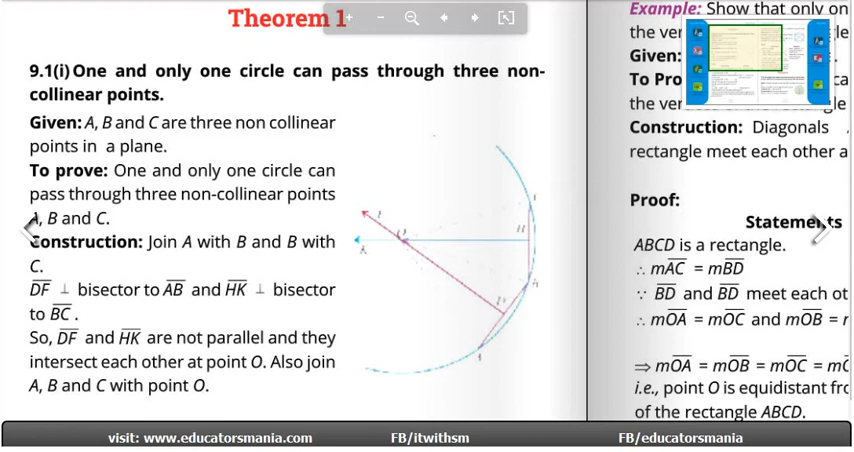 Theorem 1
9.1(i) One and only one circle can pass through three non-
collinear points.
Given: A, B and C are three non collinear
points in a plane.
To prove: One and only one circle can
pass through three non-collinear points
A, B and C.
Construction: Join A with B and B with
C.
DF ⊥ bisector to AB and HK ⊥ bisector
to BC .
So, DF and HK are not parallel and they
intersect each other at point O. Also join
A, B and C with point O.
Example: Show that only on
the ver
Given:
To Pro
the ver
Construction: Diagonals
rectangle meet each other a
Proof:
Statements
ABCD is a rectangle.
∴ mAC = mBD
∵ BD and BD meet each ot
∴ mOA = mOC and mOB = 
⇒ mOA = mOB = mOC = m
i.e., point O is equidistant fro
of the rectangle ABCD.
visit: www.educatorsmania.com FB/itwithsm FB/educatorsmania